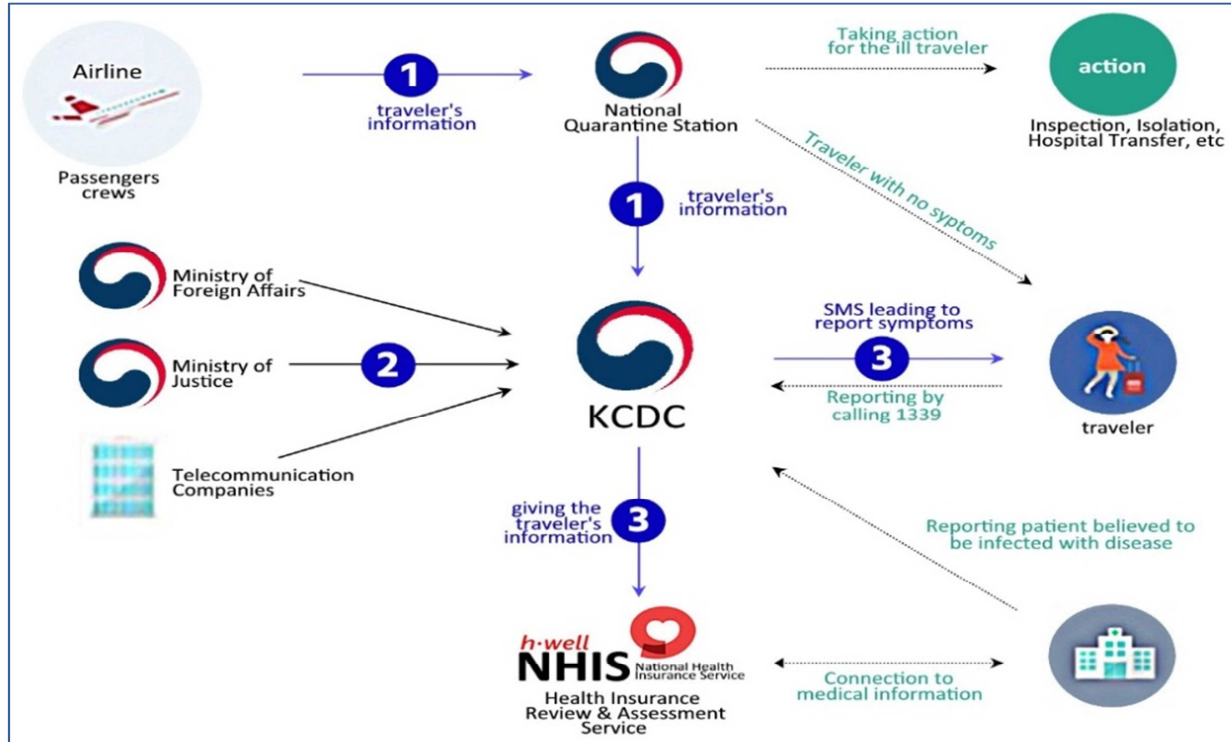 Airline
Passengers
crews
1
traveler's
information
National
Quarantine Station
Taking action
for the ill traveler
action
Inspection, Isolation,
Hospital Transfer, etc
1
traveler's
information
Traveler with no syptoms
Ministry of
Foreign Affairs
Ministry of
Justice
2
Telecommunication
Companies
KCDC
SMS leading to
report symptoms
3
Reporting by
calling 1339
traveler
giving the
traveler's
information
3
Reporting patient believed to
be infected with disease
h·well
NHIS National Health
Insurance Service
Health Insurance
Review & Assessment
Service
Connection to
medical information